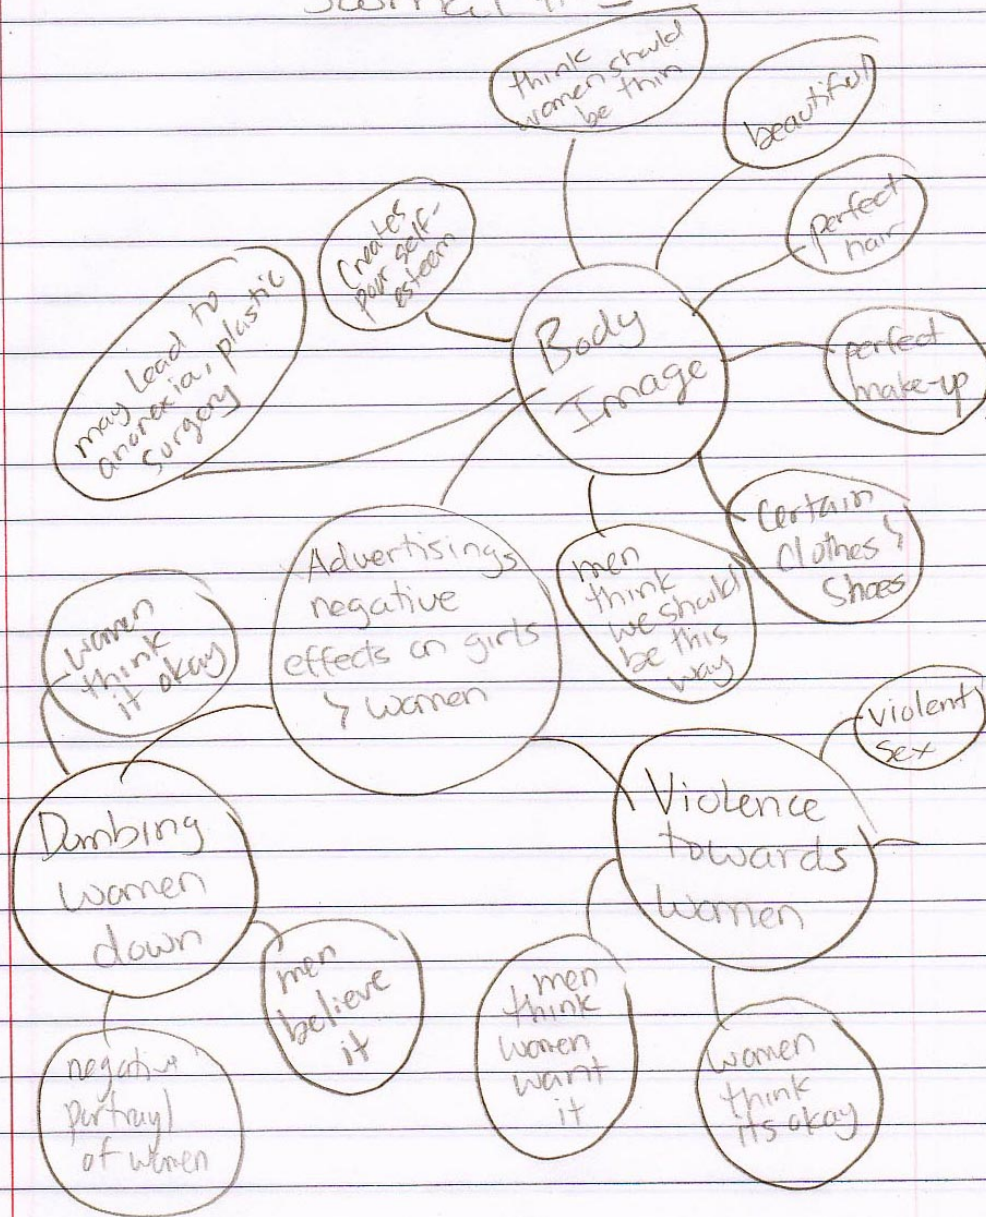 think
women should
be thin
beautiful
perfect
hair
Creates
poor self-
esteem
may lead to
anorexia, plastic
surgery
Body
Image
perfect
make-up
Certain
Clothes &
Shoes
men
think
we should
be this
way
Advertisings
negative
effects on girls
& women
women
think
it okay
violent
sex
Dumbing
women
down
Violence
towards
women
men
believe
it
men
think
women
want
it
women
think
its okay
negative
portrayl
of women